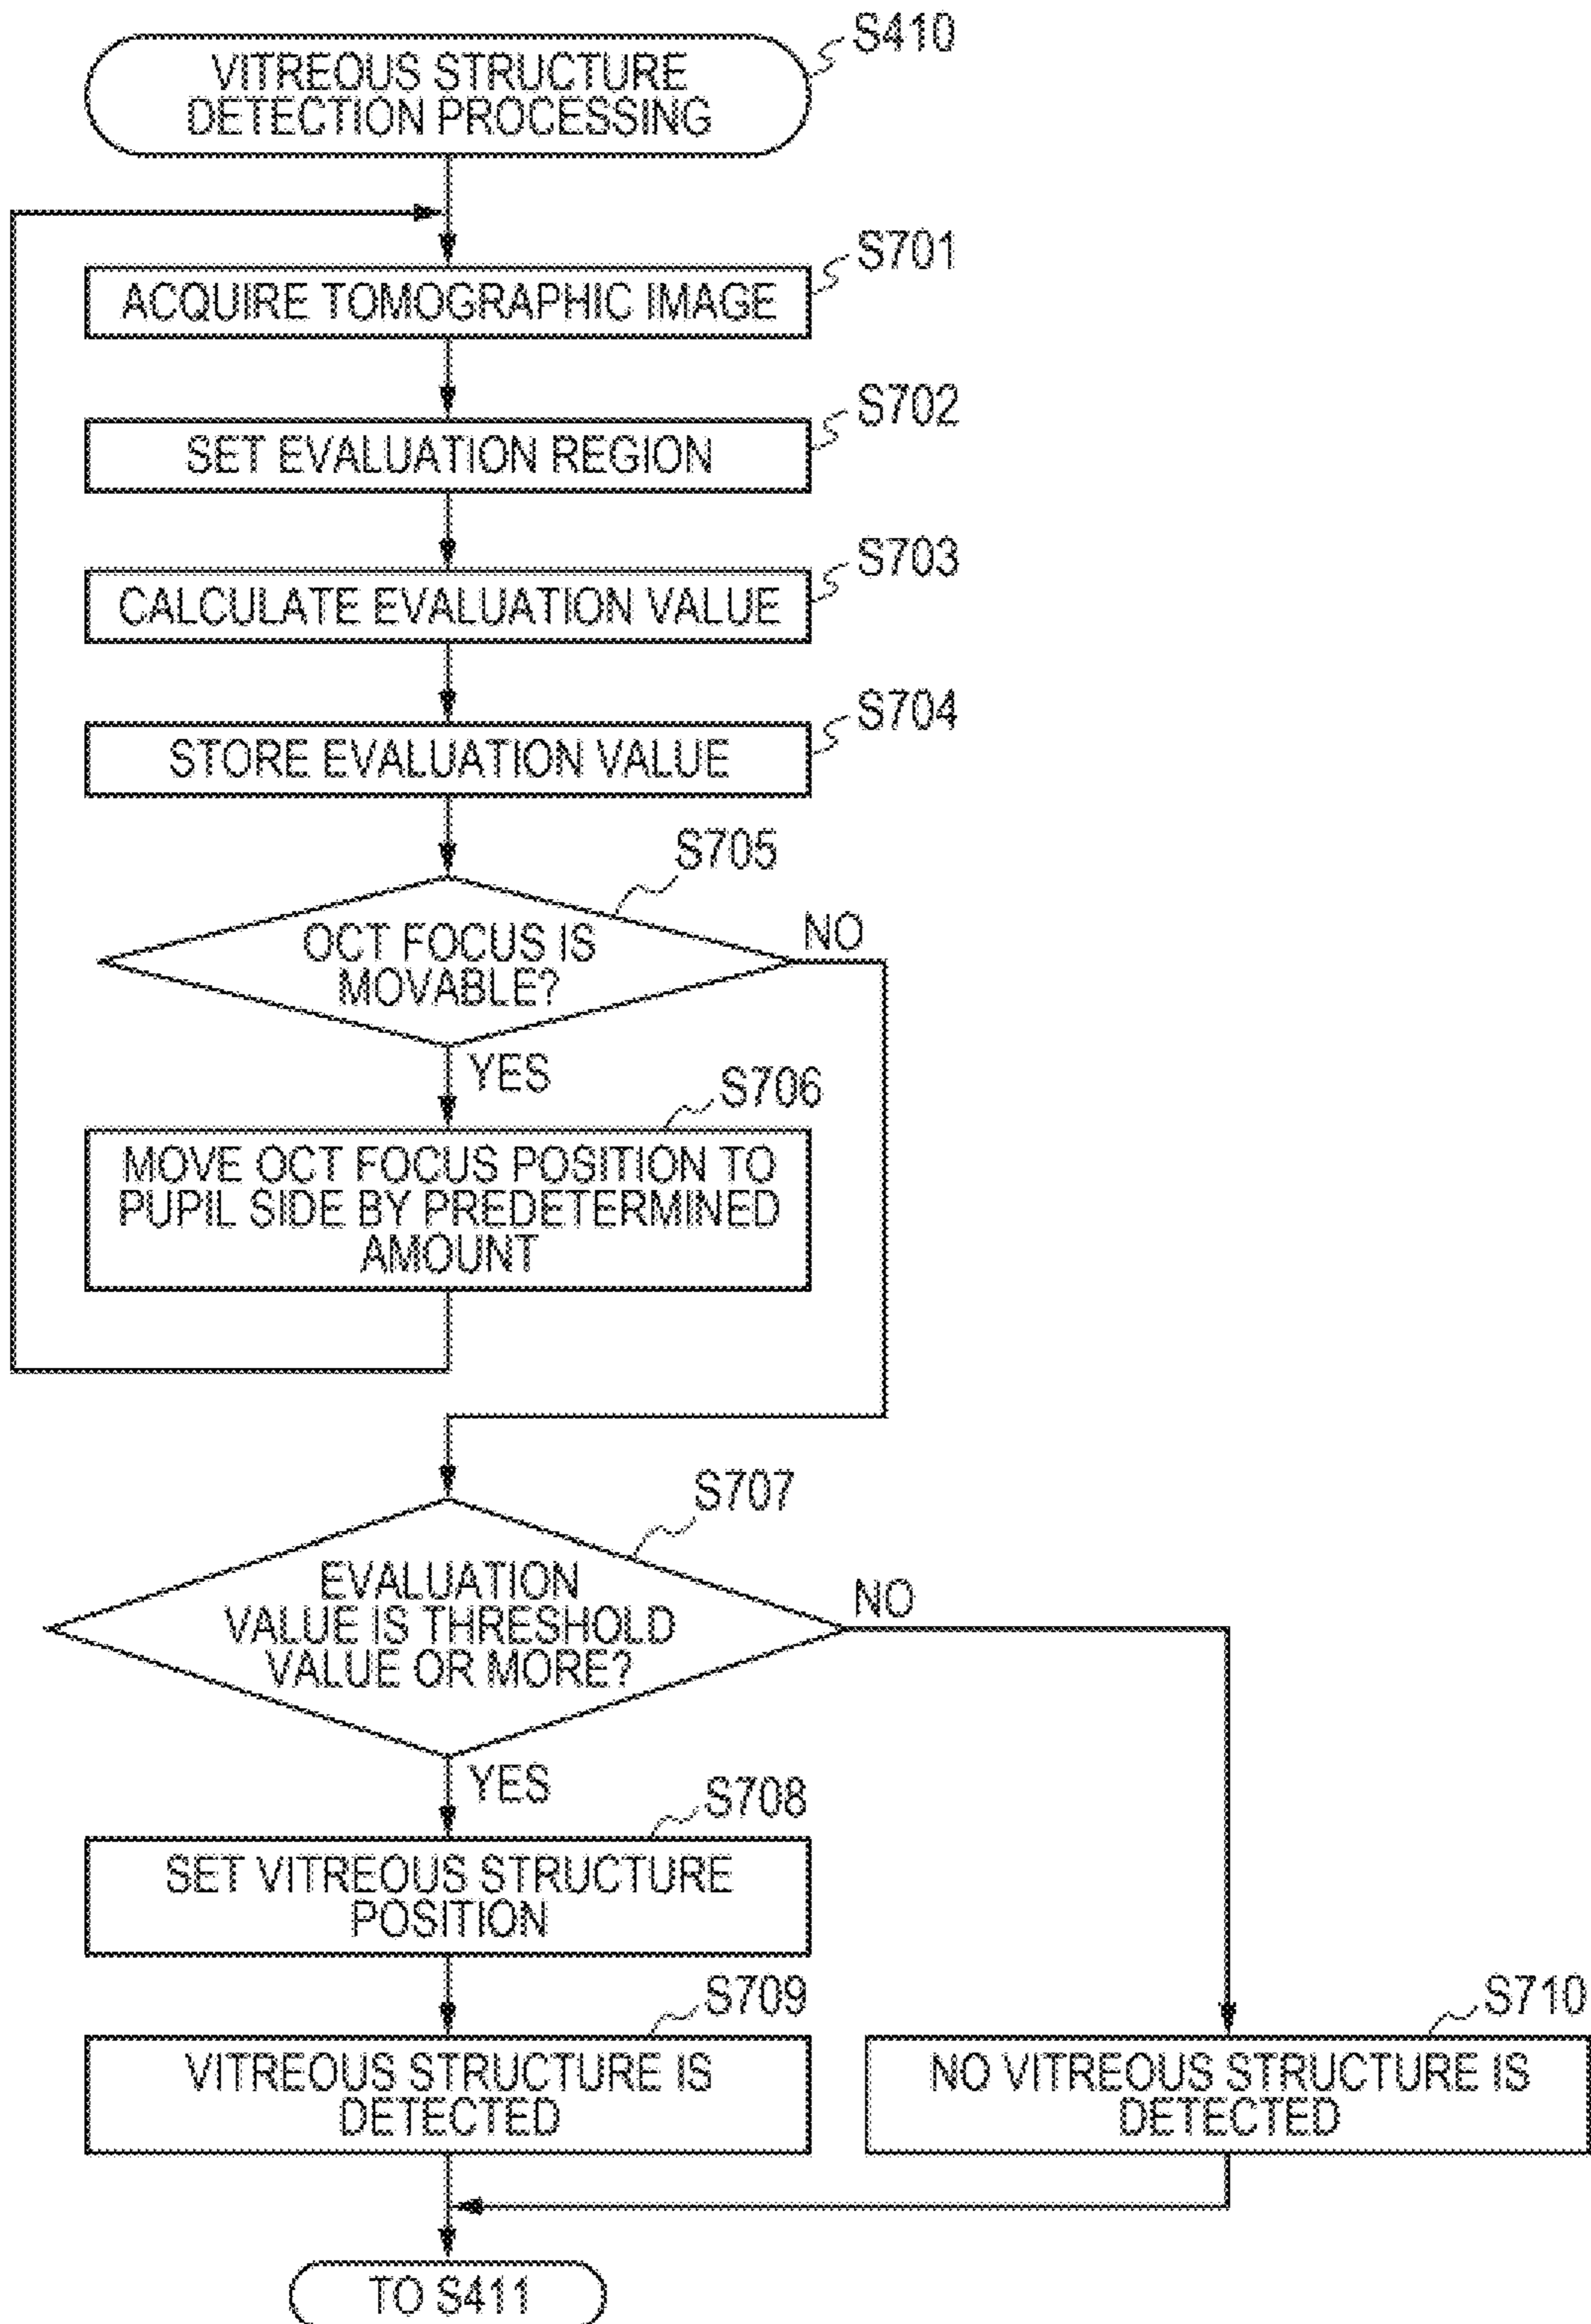 S410
VITREOUS STRUCTURE
DETECTION PROCESSING
S701
ACQUIRE TOMOGRAPHIC IMAGE
S702
SET EVALUATION REGION
S703
CALCULATE EVALUATION VALUE
S704
STORE EVALUATION VALUE
S705
OCT FOCUS IS
MOVABLE?
NO
YES
S706
MOVE OCT FOCUS POSITION TO
PUPIL SIDE BY PREDETERMINED
AMOUNT
S707
EVALUATION
VALUE IS THRESHOLD
VALUE OR MORE?
NO
YES
S708
SET VITREOUS STRUCTURE
POSITION
S709
VITREOUS STRUCTURE IS
DETECTED
S710
NO VITREOUS STRUCTURE IS
DETECTED
TO S411